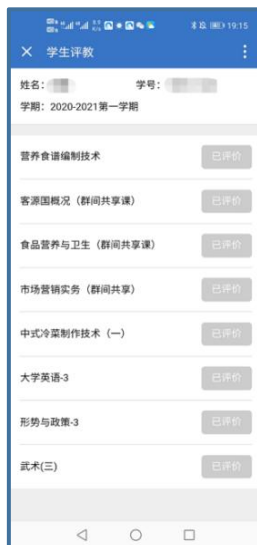 19:15
学生评教
姓名: 学号:
学期: 2020-2021第一学期
营养食谱编制技术 已评价
客源国概况（群间共享课） 已评价
食品营养与卫生（群间共享课） 已评价
市场营销实务（群间共享） 已评价
中式冷菜制作技术（一） 已评价
大学英语-3 已评价
形势与政策-3 已评价
武术(三) 已评价